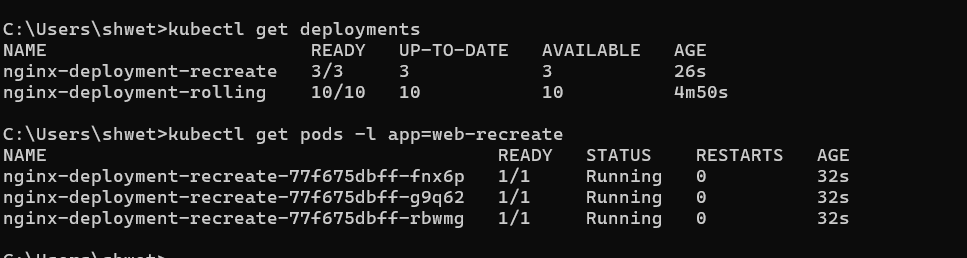 C:\Users\shwet>kubectl get deployments
NAME                       READY   UP-TO-DATE   AVAILABLE   AGE
nginx-deployment-recreate   3/3     3            3           26s
nginx-deployment-rolling    10/10   10           10          4m50s
C:\Users\shwet>kubectl get pods -l app=web-recreate
NAME                                         READY   STATUS    RESTARTS   AGE
nginx-deployment-recreate-77f675dbff-fnx6p   1/1     Running   0          32s
nginx-deployment-recreate-77f675dbff-g9q62   1/1     Running   0          32s
nginx-deployment-recreate-77f675dbff-rbwmg   1/1     Running   0          32s
C:\Users\shwet>